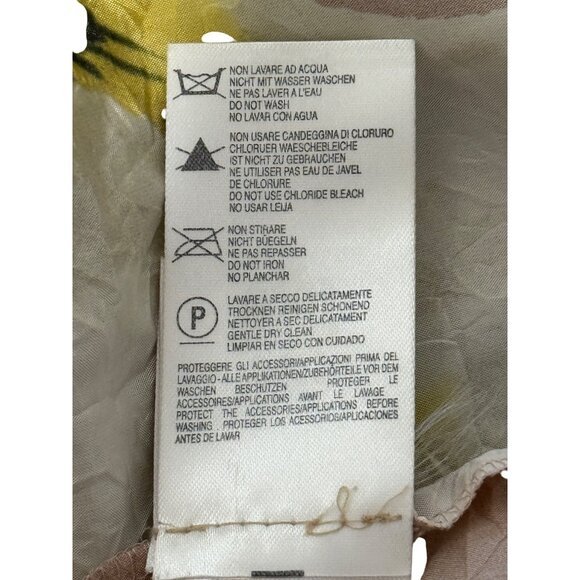 NON LAVARE AD ACQUA
NICHT MIT WASSER WASCHEN
NE PAS LAVER A L'EAU
DO NOT WASH
NO LAVAR CON AGUA
NON USARE CANDEGGINA DI CLORURO
CHLORUER WAESCHEBLEICHE
IST NICHT ZU GEBRAUCHEN
NE UTILISER PAS EAU DE JAVEL
DE CHLORURE
DO NOT USE CHLORIDE BLEACH
NO USAR LEIJA
NON STIRARE
NICHT BÜEGELN
NE PAS REPASSER
DO NOT IRON
NO PLANCHAR
P
LAVARE A SECCO DELICATAMENTE
TROCKNEN REINIGEN SCHONEND
NETTOYER A SEC DELICATAMENT
GENTLE DRY CLEAN
LIMPIAR EN SECO CON CUIDADO
PROTEGGERE GLI ACCESSORI/APPLICAZIONI PRIMA DEL
LAVAGGIO - ALLE APPLIKATIONEN/ZUBEHÖRTEILE VOR DEM
WASCHEN BESCHUTZEN PROTEGER LE
ACCESSOIRES/APPLICATIONS AVANT LE LAVAGE
PROTECT THE ACCESSORIES/APPLICATIONS BEFORE
WASHING . PROTEGER LOS ACESSORIOS/APLICACIONES
ANTES DE LAVAR